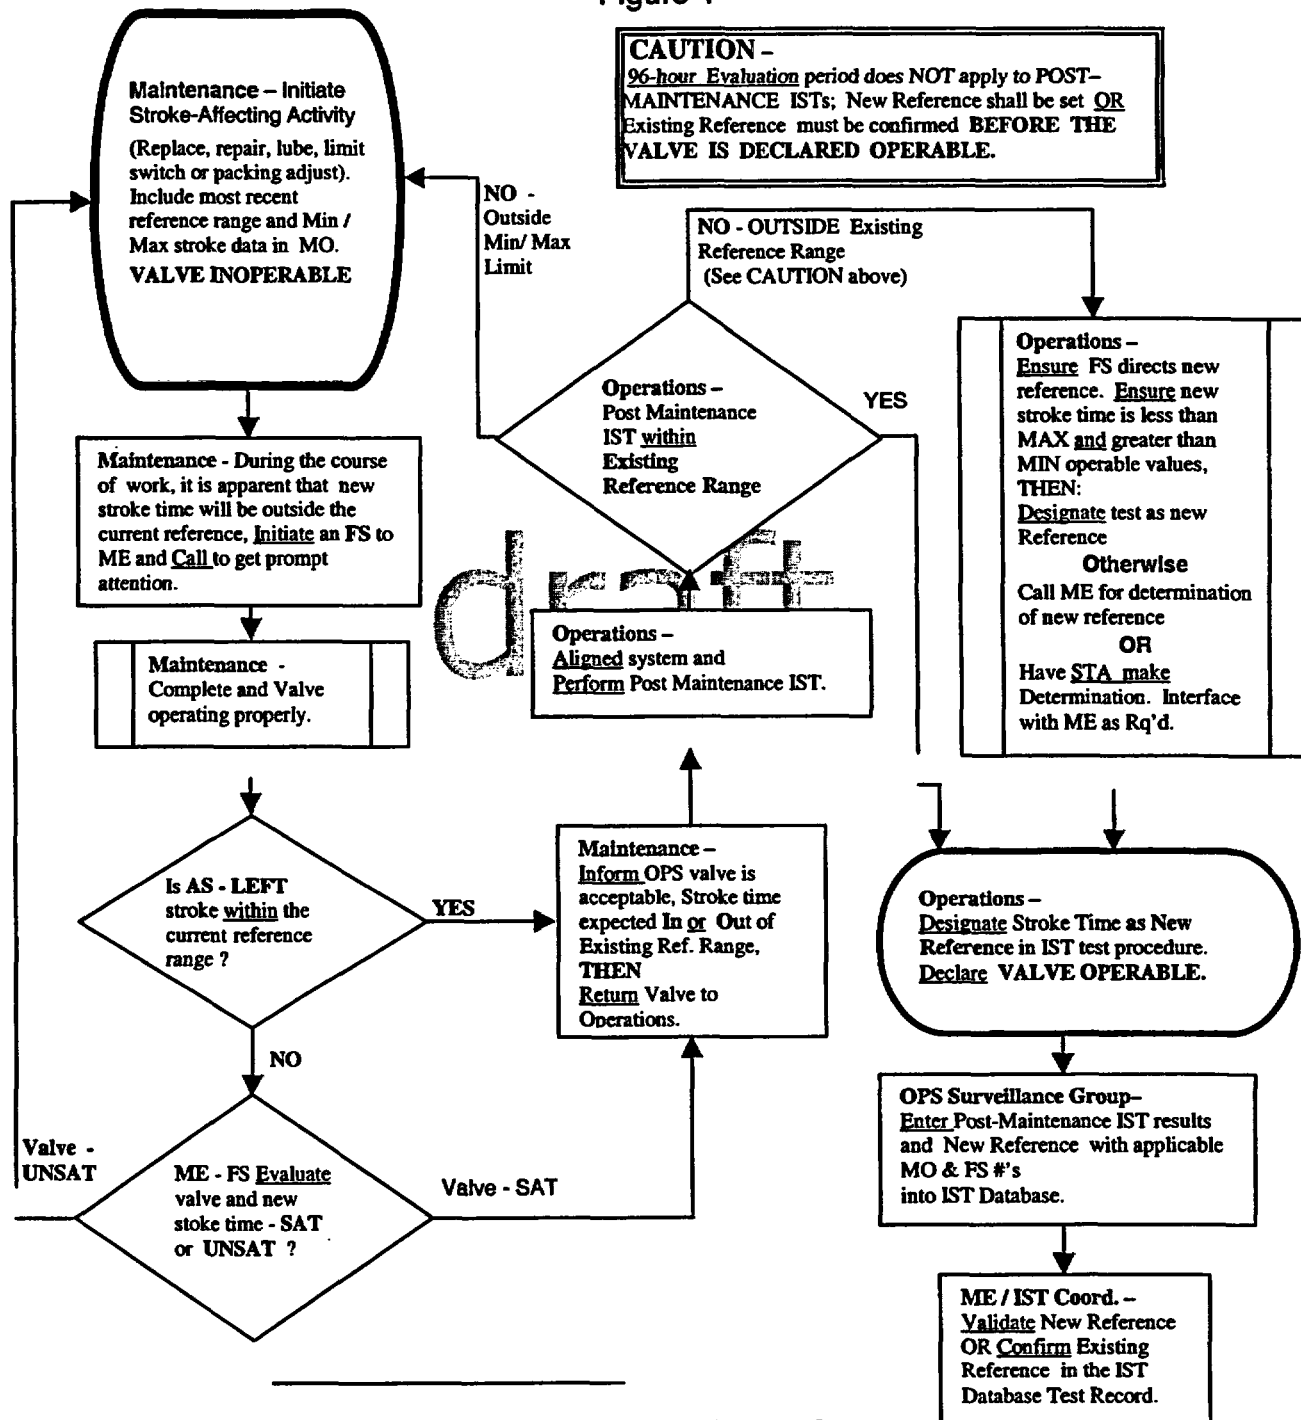 Figure
CAUTION –
96-hour Evaluation period does NOT apply to POST-
MAINTENANCE ISTs; New Reference shall be set OR
Existing Reference must be confirmed BEFORE THE
VALVE IS DECLARED OPERABLE.
Maintenance – Initiate
Stroke-Affecting Activity
(Replace, repair, lube, limit
switch or packing adjust).
Include most recent
reference range and Min /
Max stroke data in MO.
VALVE INOPERABLE
NO -
Outside
Min/ Max
Limit
NO - OUTSIDE Existing
Reference Range
(See CAUTION above)
Operations –
Post Maintenance
IST within
Existing
Reference Range
YES
Operations –
Ensure FS directs new
reference. Ensure new
stroke time is less than
MAX and greater than
MIN operable values,
THEN:
Designate test as new
Reference
Otherwise
Call ME for determination
of new reference
OR
Have STA make
Determination. Interface
with ME as Rq'd.
Maintenance - During the course
of work, it is apparent that new
stroke time will be outside the
current reference, Initiate an FS to
ME and Call to get prompt
attention.
draft
Operations –
Aligned system and
Perform Post Maintenance IST.
Maintenance -
Complete and Valve
operating properly.
Is AS - LEFT
stroke within the
current reference
range ?
YES
NO
Maintenance –
Inform OPS valve is
acceptable, Stroke time
expected In or Out of
Existing Ref. Range,
THEN
Return Valve to
Operations.
Operations –
Designate Stroke Time as New
Reference in IST test procedure.
Declare VALVE OPERABLE.
Valve -
UNSAT
ME - FS Evaluate
valve and new
stoke time - SAT
or UNSAT ?
Valve - SAT
OPS Surveillance Group–
Enter Post-Maintenance IST results
and New Reference with applicable
MO & FS #'s
into IST Database.
ME / IST Coord. –
Validate New Reference
OR Confirm Existing
Reference in the IST
Database Test Record.